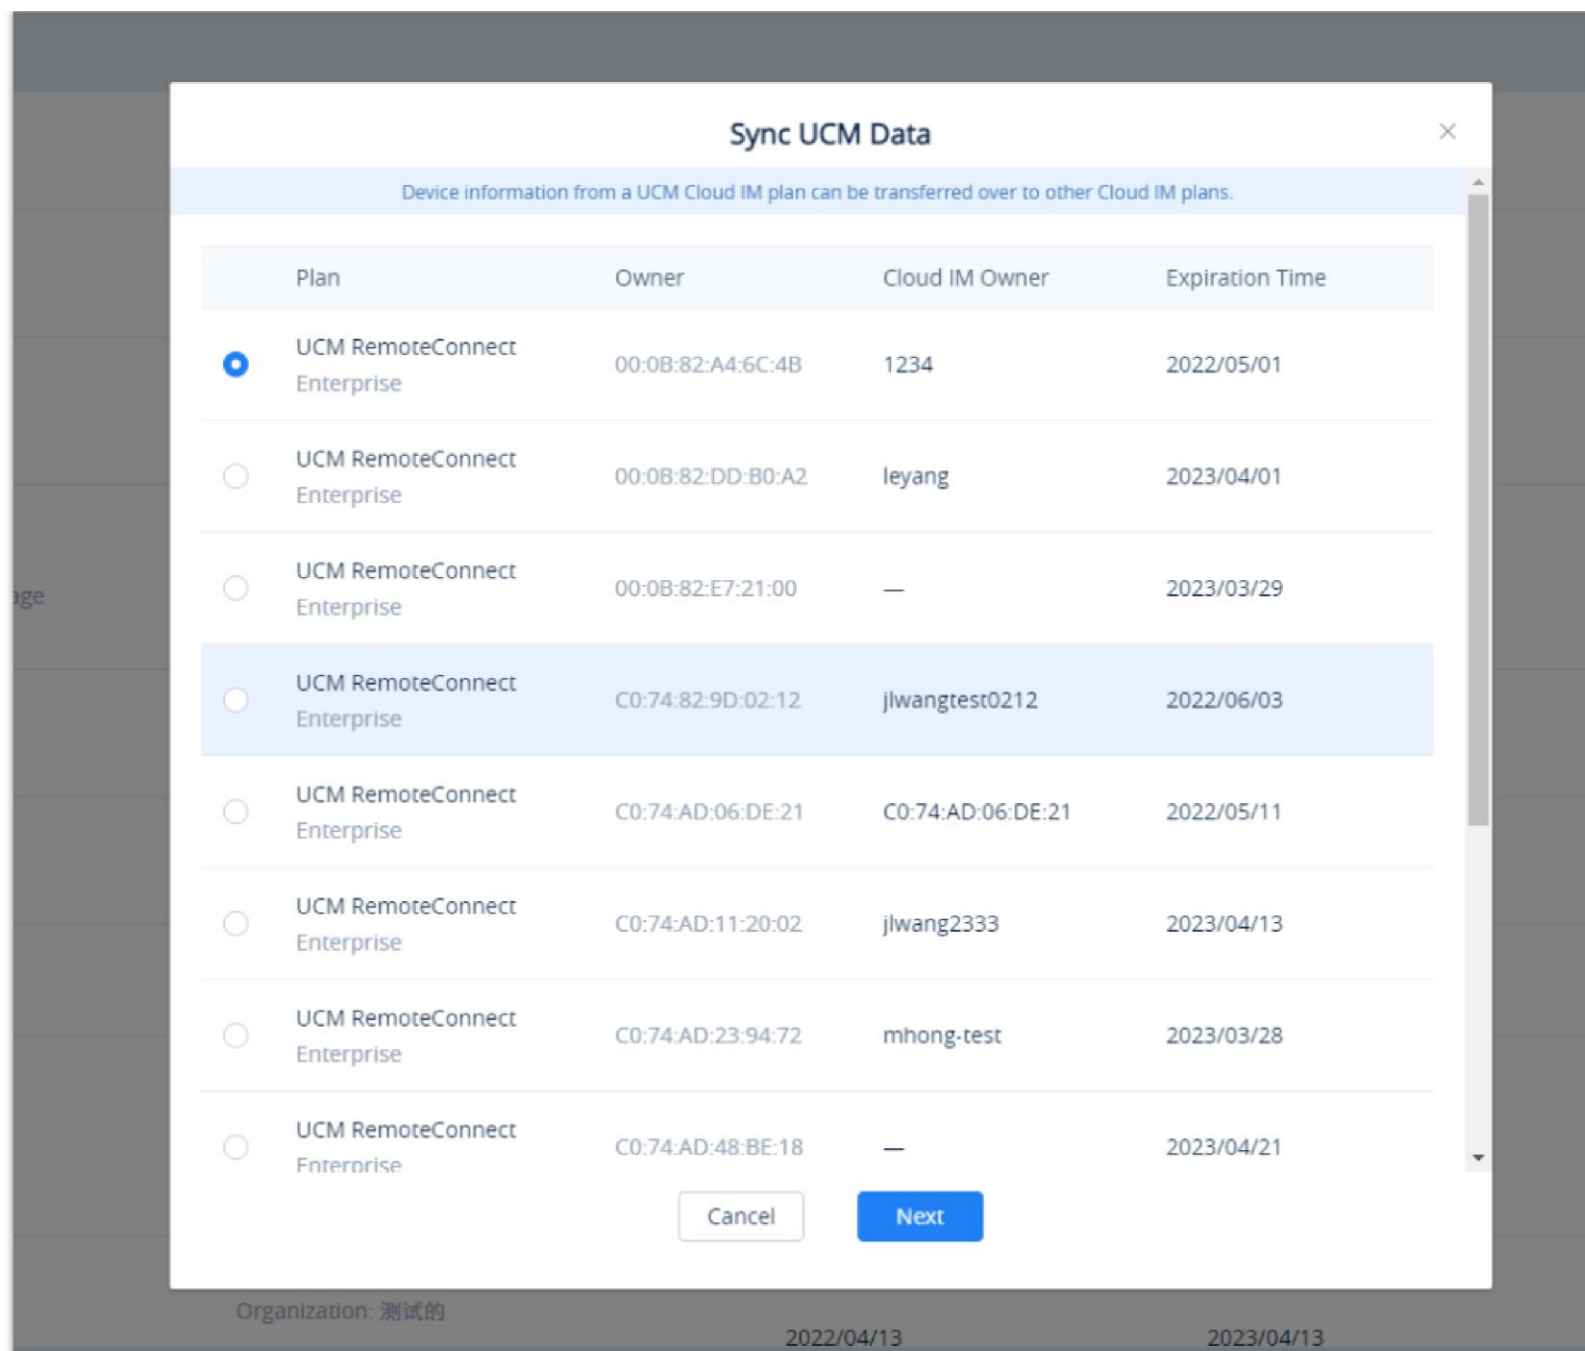 Sync UCM Data
Device information from a UCM Cloud IM plan can be transferred over to other Cloud IM plans.
Plan Owner Cloud IM Owner Expiration Time
UCM RemoteConnect
Enterprise
00:0B:82:A4:6C:4B 1234 2022/05/01
UCM RemoteConnect
Enterprise
00:0B:82:DD:B0:A2 leyang 2023/04/01
UCM RemoteConnect
Enterprise
00:0B:82:E7:21:00 — 2023/03/29
age
UCM RemoteConnect
Enterprise
C0:74:82:9D:02:12 jlwangtest0212 2022/06/03
UCM RemoteConnect
Enterprise
C0:74:AD:06:DE:21 C0:74:AD:06:DE:21 2022/05/11
UCM RemoteConnect
Enterprise
C0:74:AD:11:20:02 jlwang2333 2023/04/13
UCM RemoteConnect
Enterprise
C0:74:AD:23:94:72 mhong-test 2023/03/28
UCM RemoteConnect
Enterprise
C0:74:AD:48:BE:18 — 2023/04/21
Cancel Next
Organization: 测试的
2022/04/13 2023/04/13